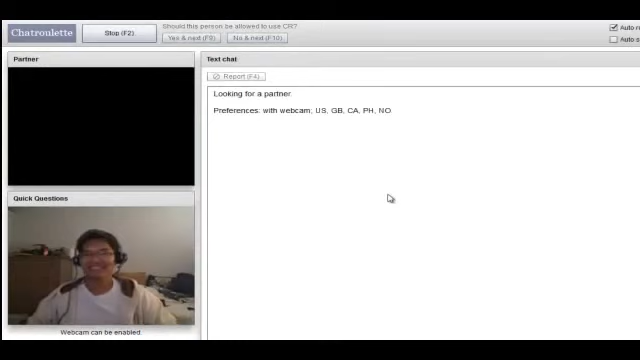 Chatroulette
Stop (F2)
Should this person be allowed to use CR?
Yes & next (F9)
No & next (F10)
Auto
Auto
Partner
Text chat
Report (F4)
Looking for a partner.
Preferences: with webcam; US, GB, CA, PH, NO
Quick Questions
Webcam can be enabled.